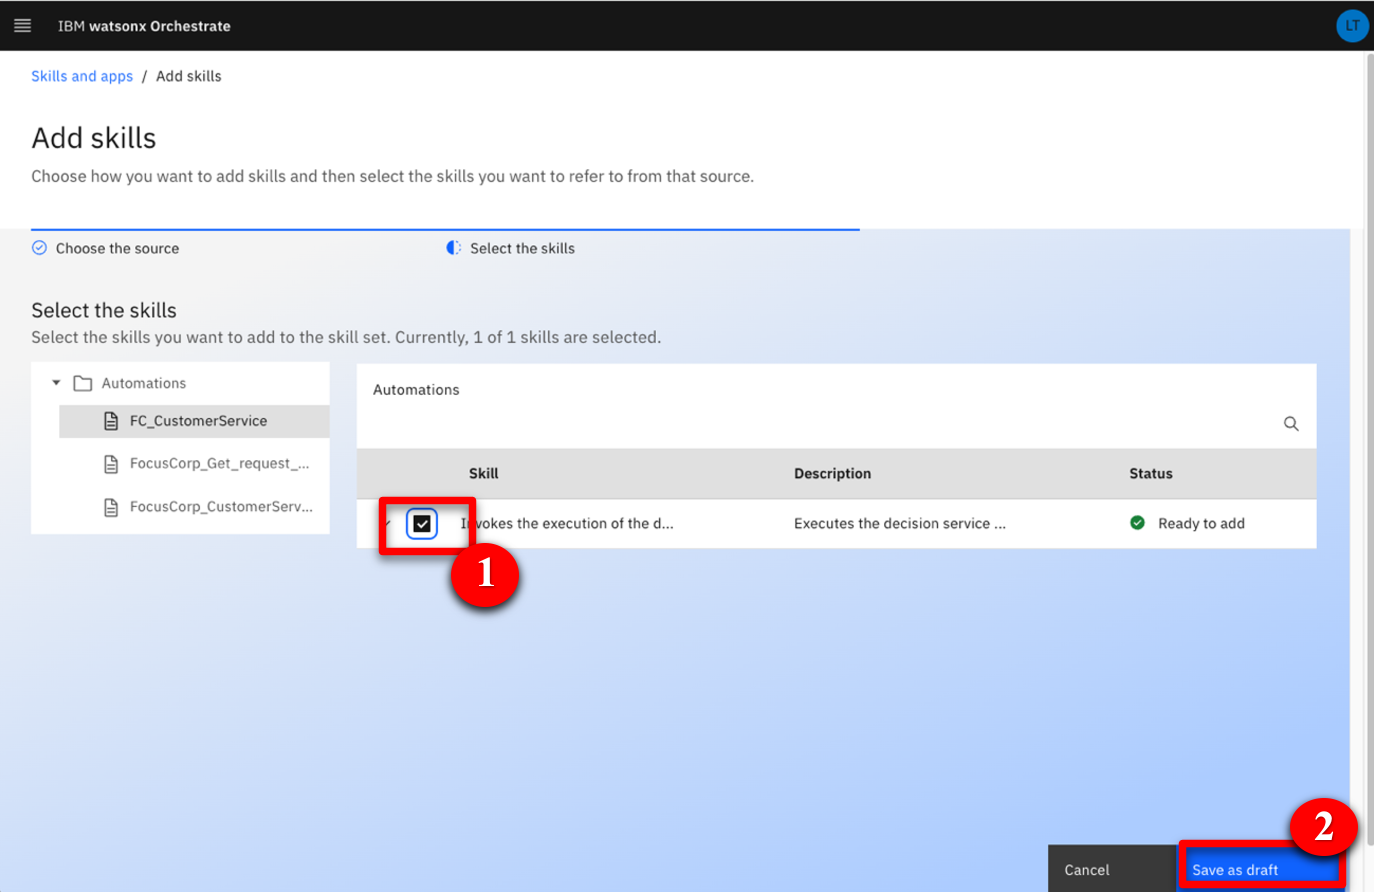 IBM watsonx Orchestrate
LT
Skills and apps / Add skills
Add skills
Choose how you want to add skills and then select the skills you want to refer to from that source.
Choose the source
Select the skills
Select the skills
Select the skills you want to add to the skill set. Currently, 1 of 1 skills are selected.
Automations
FC_CustomerService
FocusCorp_Get_request_...
FocusCorp_CustomerServ...
Automations
Skill Description Status
Invokes the execution of the d... Executes the decision service ... Ready to add
1
2
Cancel
Save as draft